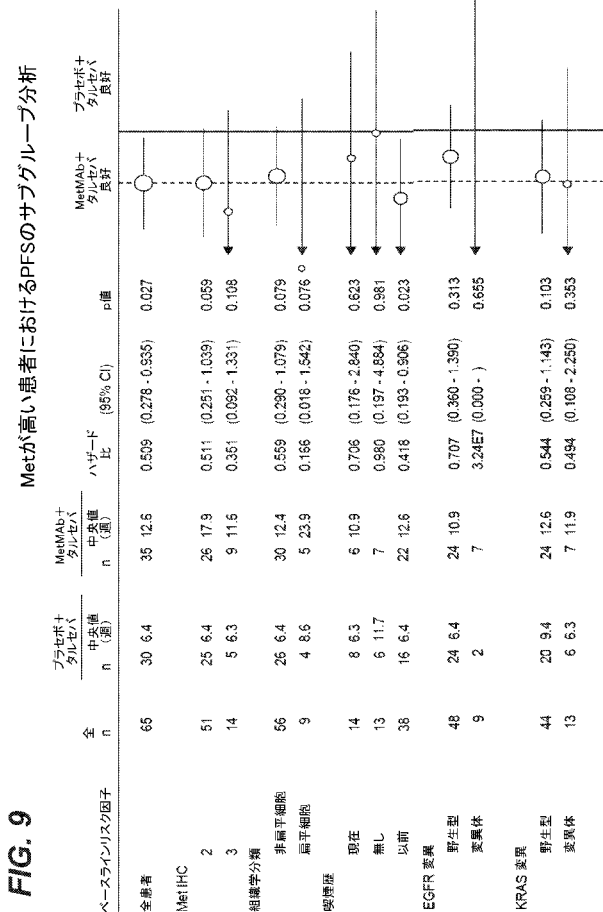 FIG. 9
Metが高い患者におけるPFSのサブグループ分析
ベースラインリスク因子 全 n プラセボ＋タルセバ n 中央値（週） MetMAb＋タルセバ n 中央値（週） ハザード比 (95% CI) p値 MetMAb＋タルセバ良好 プラセボ＋タルセバ良好
全患者 65 30 6.4 35 12.6 0.509 (0.278 - 0.935) 0.027
Met IHC
2 51 25 6.4 26 17.9 0.511 (0.251 - 1.039) 0.059
3 14 5 6.3 9 11.6 0.351 (0.092 - 1.331) 0.108
組織学分類
非扁平細胞 56 26 6.4 30 12.4 0.559 (0.290 - 1.079) 0.079
扁平細胞 9 4 8.6 5 23.9 0.166 (0.018 - 1.542) 0.076
喫煙歴
現在 14 8 6.3 6 10.9 0.706 (0.176 - 2.840) 0.623
無し 13 6 11.7 7 0.980 (0.197 - 4.884) 0.981
以前 38 16 6.4 22 12.6 0.418 (0.193 - 0.906) 0.023
EGFR 変異
野生型 48 24 6.4 24 10.9 0.707 (0.360 - 1.390) 0.313
変異体 9 2 7 3.24E7 (0.000 - ) 0.655
KRAS 変異
野生型 44 20 9.4 24 12.6 0.544 (0.259 - 1.143) 0.103
変異体 13 6 6.3 7 11.9 0.494 (0.108 - 2.250) 0.353